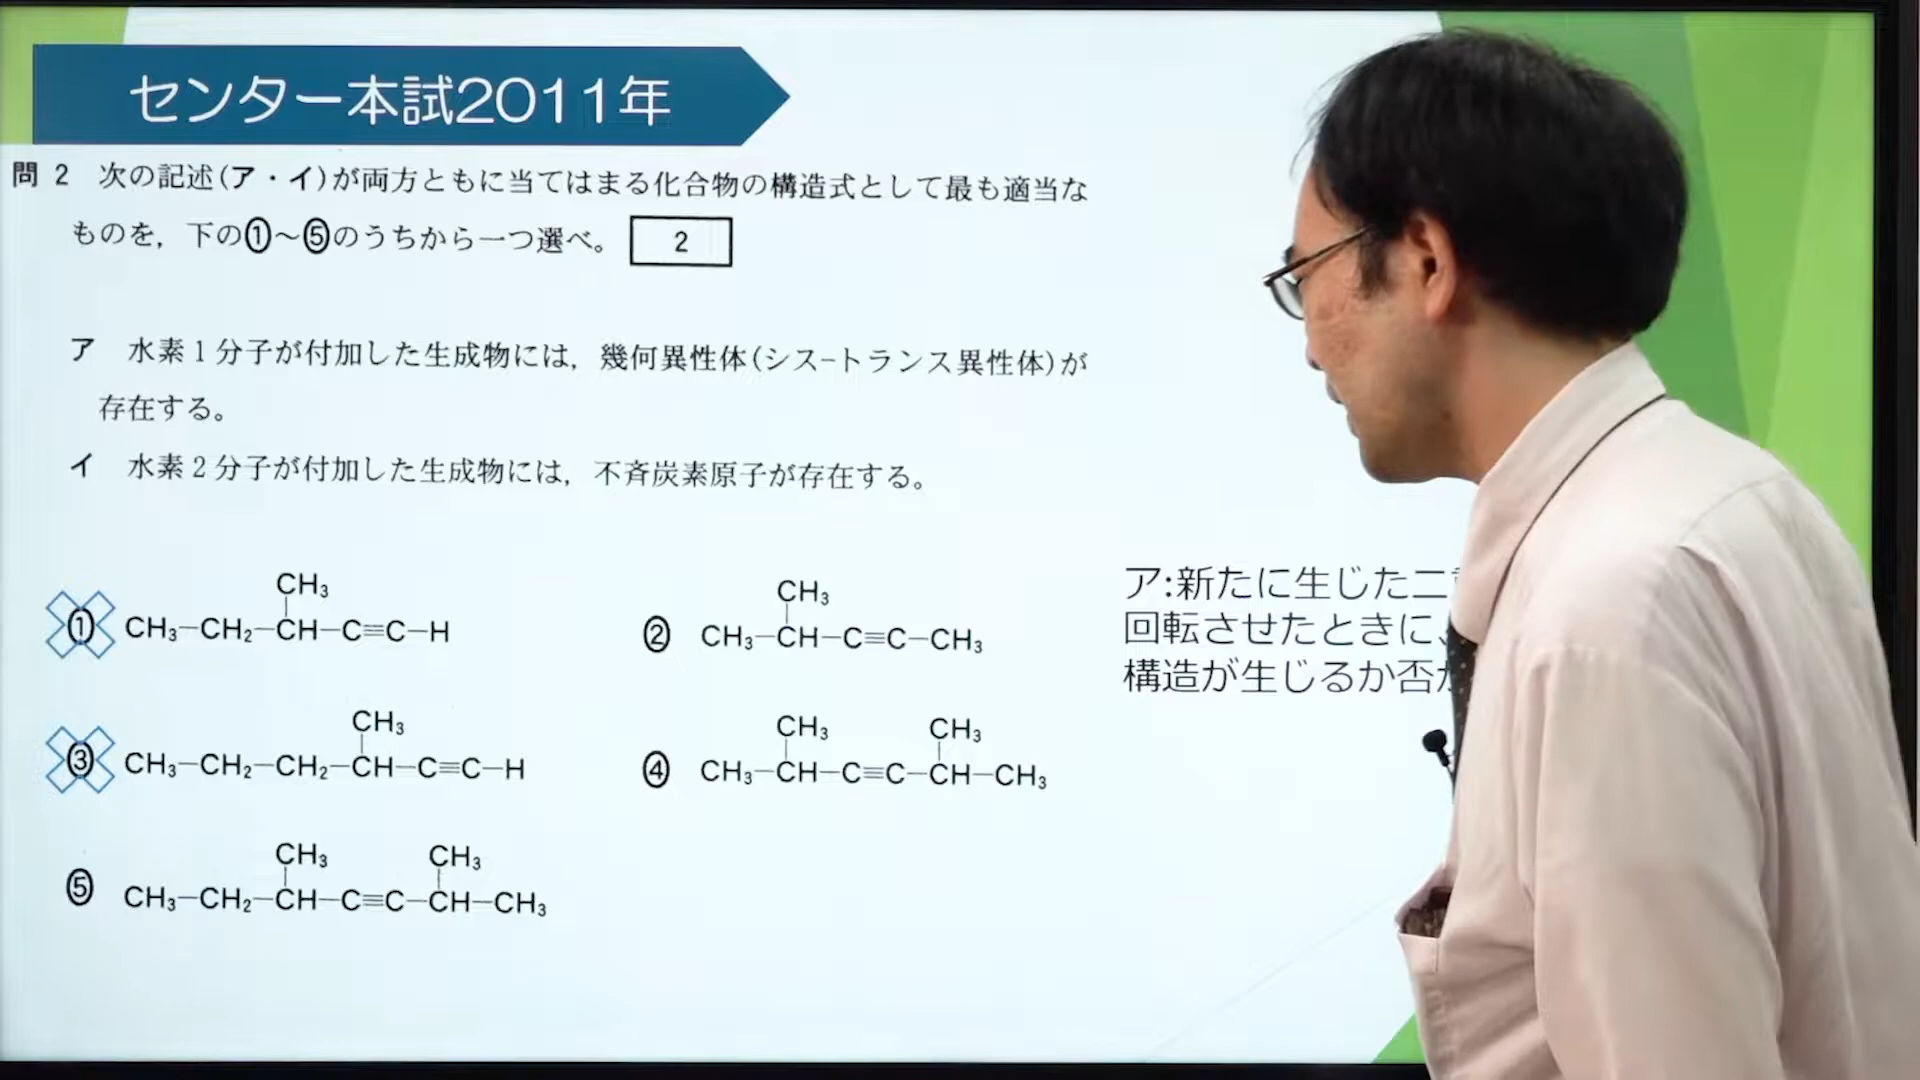 センター本試2011年
問 2 次の記述(ア・イ)が両方ともに当てはまる化合物の構造式として最も適当な
ものを，下の①～⑤のうちから一つ選べ。 2
ア 水素1分子が付加した生成物には，幾何異性体(シス-トランス異性体)が
存在する。
イ 水素2分子が付加した生成物には，不斉炭素原子が存在する。
CH₃
① CH₃-CH₂-CH-C≡C-H
CH₃
② CH₃-CH-C≡C-CH₃
CH₃
③ CH₃-CH₂-CH₂-CH-C≡C-H
CH₃ CH₃
④ CH₃-CH-C≡C-CH-CH₃
CH₃ CH₃
⑤ CH₃-CH₂-CH-C≡C-CH-CH₃
ア:新たに生じた二
回転させたときに、
構造が生じるか否